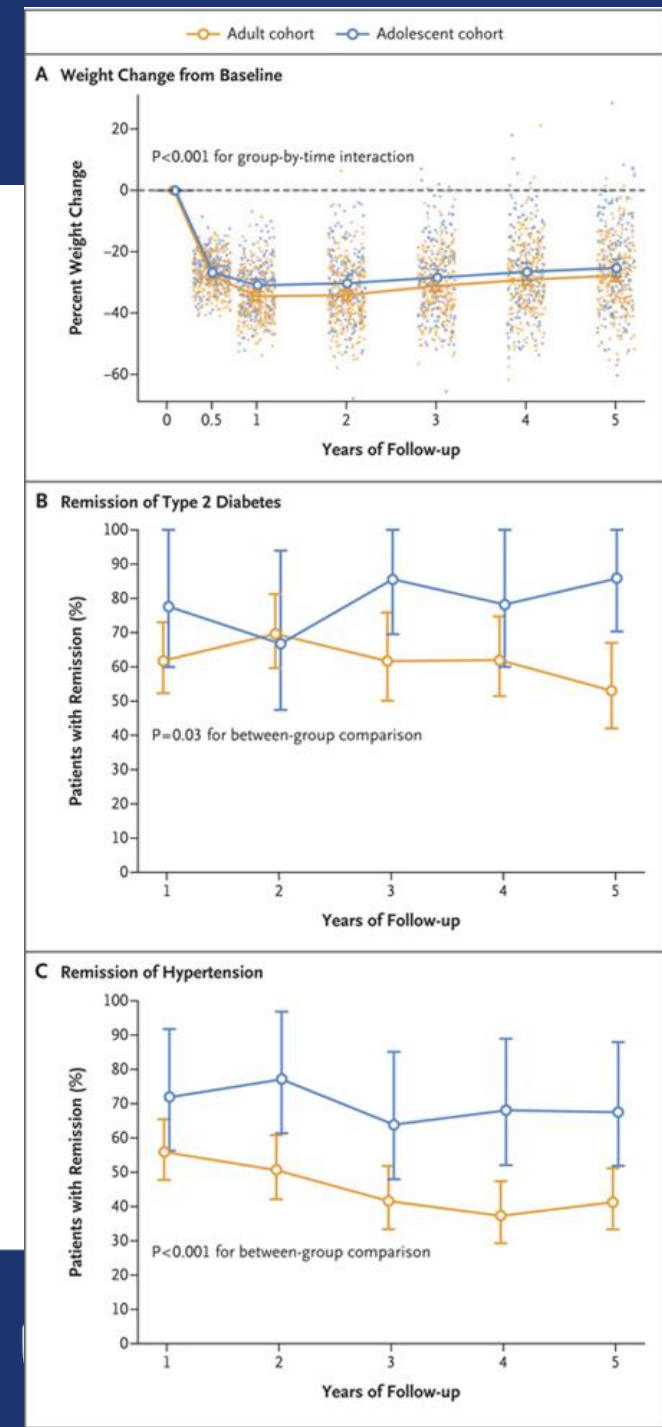 Adult cohort Adolescent cohort
A Weight Change from Baseline
Percent Weight Change
20
0
−20
−40
−60
P<0.001 for group-by-time interaction
0 0.5 1 2 3 4 5
Years of Follow-up
B Remission of Type 2 Diabetes
Patients with Remission (%)
100
90
80
70
60
50
40
30
20
10
0
P=0.03 for between-group comparison
1 2 3 4 5
Years of Follow-up
C Remission of Hypertension
Patients with Remission (%)
100
90
80
70
60
50
40
30
20
10
0
P<0.001 for between-group comparison
1 2 3 4 5
Years of Follow-up